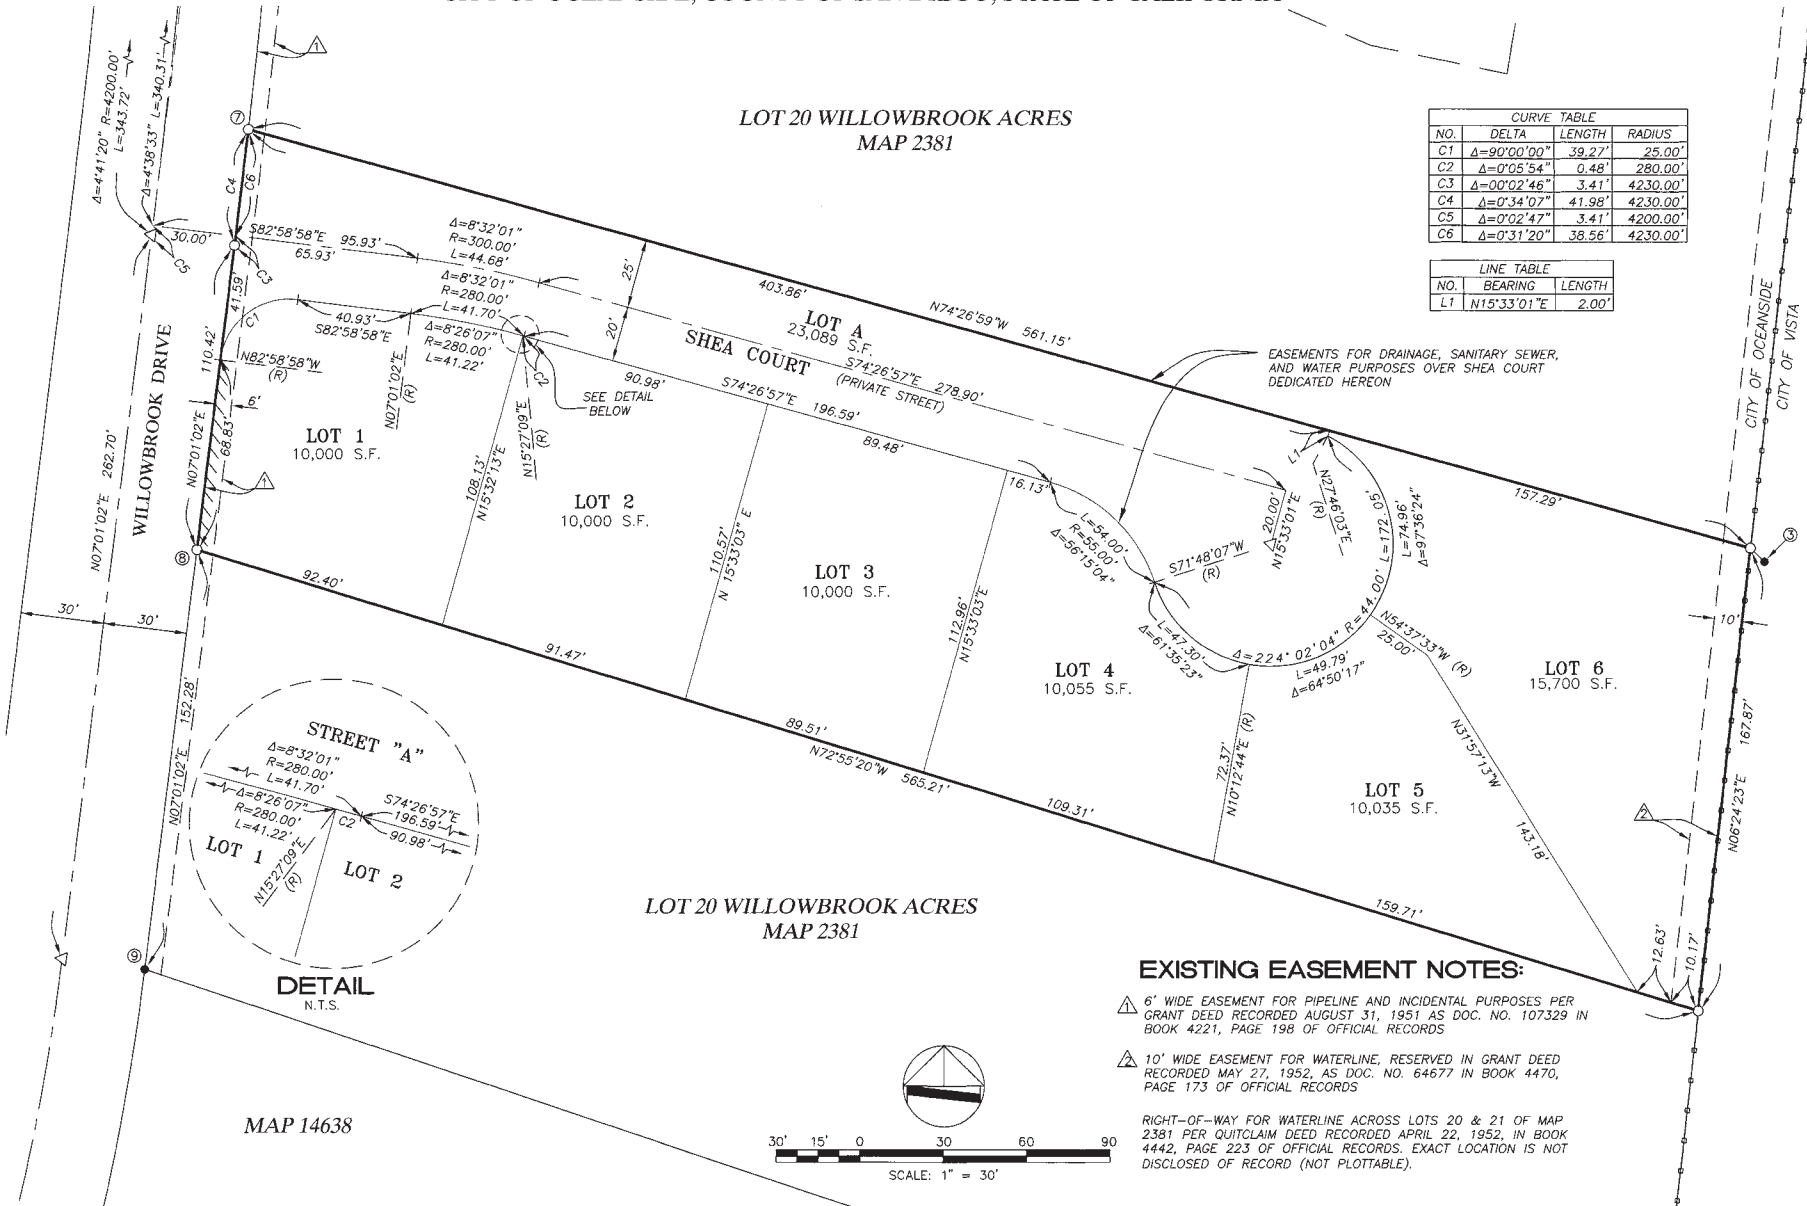 LOT 20 WILLOWBROOK ACRES
MAP 2381
CURVE TABLE
NO. DELTA LENGTH RADIUS
C1 Δ=90°00'00" 39.27' 25.00'
C2 Δ=0°05'54" 0.48' 280.00'
C3 Δ=00°02'46" 3.41' 4230.00'
C4 Δ=0°34'07" 41.98' 4230.00'
C5 Δ=0°02'47" 3.41' 4200.00'
C6 Δ=0°31'20" 38.56' 4230.00'
LINE TABLE
NO. BEARING LENGTH
L1 N15°33'01"E 2.00'
Δ=4°41'20" R=4200.00'
L=343.72'
Δ=4°38'33" L=340.31'
1
7
C4
C6
30.00'
C5
C3
S82°58'58"E 95.93'
65.93'
Δ=8°32'01"
R=300.00'
L=44.68'
Δ=8°32'01"
R=280.00'
L=41.70'
Δ=8°26'07"
R=280.00'
L=41.22'
40.93'
S82°58'58"E
C1
41.59'
110.42'
N82°58'58"W
(R)
N07°01'02"E
(R)
6'
68.83'
N07°01'02"E
1
WILLOWBROOK DRIVE
N07°01'02"E 262.70'
25'
20'
403.86'
N74°26'59"W 561.15'
LOT A
23,089 S.F.
SHEA COURT
(PRIVATE STREET)
S74°26'57"E 278.90'
C2
SEE DETAIL
BELOW
90.98'
S74°26'57"E 196.59'
89.48'
16.13'
EASEMENTS FOR DRAINAGE, SANITARY SEWER,
AND WATER PURPOSES OVER SHEA COURT
DEDICATED HEREON
CITY OF OCEANSIDE
CITY OF VISTA
LOT 1
10,000 S.F.
108.13'
N15°32'13"E
N15°27'09"E
(R)
LOT 2
10,000 S.F.
110.57'
N 15°33'03" E
LOT 3
10,000 S.F.
112.96'
N15°33'03"E
L=54.00'
R=55.00'
Δ=56°15'04"
S71°48'07"W
(R)
20.00'
N15°33'01"E
L1
N27°46'03"E
(R)
L=74.96'
Δ=97°36'24"
Δ=224°02'04" R=44.00' L=172.05'
L=47.30'
Δ=61°35'23"
L=49.79'
Δ=64°50'17"
N54°37'33"W (R)
25.00'
157.29'
3
10'
LOT 4
10,055 S.F.
72.37'
N10°12'44"E (R)
LOT 5
10,035 S.F.
LOT 6
15,700 S.F.
N31°57'13"W
143.18'
167.87'
N06°24'23"E
2
8
92.40'
91.47'
89.51'
N72°55'20"W 565.21'
109.31'
159.71'
12.63'
10.17'
30'
30'
152.28'
N07°01'02"E
9
STREET "A"
Δ=8°32'01"
R=280.00'
L=41.70'
Δ=8°26'07"
R=280.00'
L=41.22'
C2
S74°26'57"E
196.59'
90.98'
LOT 1
N15°27'09"E
(R)
LOT 2
DETAIL
N.T.S.
LOT 20 WILLOWBROOK ACRES
MAP 2381
MAP 14638
EXISTING EASEMENT NOTES:
1 6' WIDE EASEMENT FOR PIPELINE AND INCIDENTAL PURPOSES PER
GRANT DEED RECORDED AUGUST 31, 1951 AS DOC. NO. 107329 IN
BOOK 4221, PAGE 198 OF OFFICIAL RECORDS
2 10' WIDE EASEMENT FOR WATERLINE, RESERVED IN GRANT DEED
RECORDED MAY 27, 1952, AS DOC. NO. 64677 IN BOOK 4470,
PAGE 173 OF OFFICIAL RECORDS
RIGHT-OF-WAY FOR WATERLINE ACROSS LOTS 20 & 21 OF MAP
2381 PER QUITCLAIM DEED RECORDED APRIL 22, 1952, IN BOOK
4442, PAGE 223 OF OFFICIAL RECORDS. EXACT LOCATION IS NOT
DISCLOSED OF RECORD (NOT PLOTTABLE).
30' 15' 0 30 60 90
SCALE: 1" = 30'